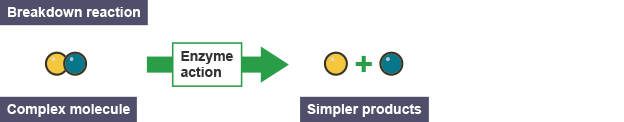 Breakdown reaction
Enzyme
action
+
Complex molecule
Simpler products